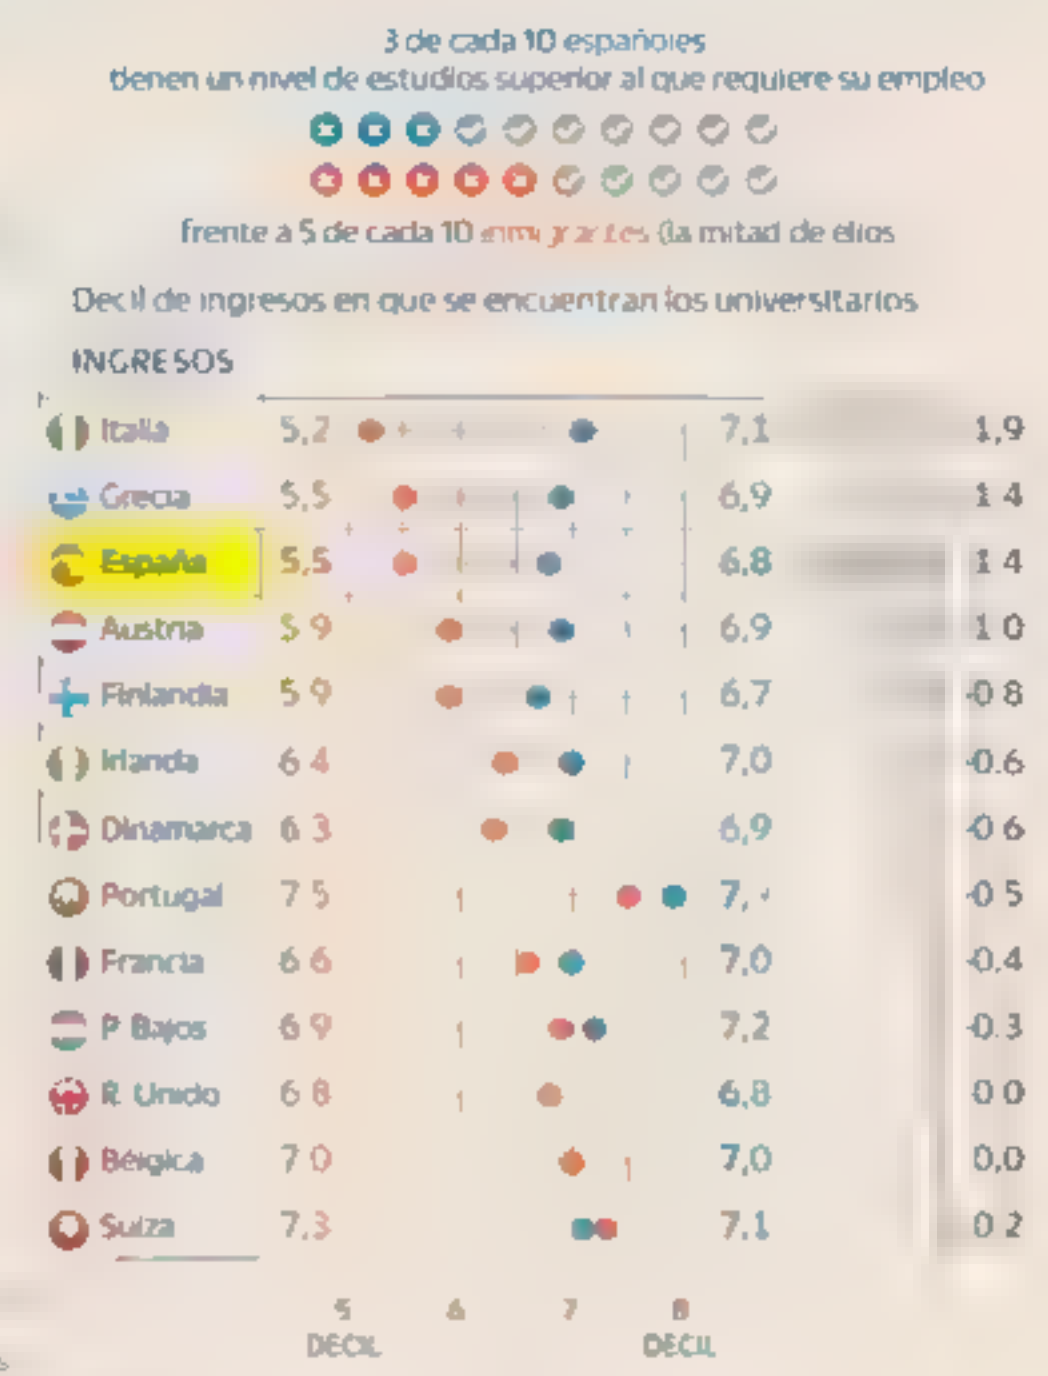 3 de cada 10 españoles
tienen un nivel de estudios superior al que requiere su empleo
frente a 5 de cada 10 inmigrantes (la mitad de ellos
Decil de ingresos en que se encuentran los universitarios
INGRESOS
Italia 5,2 7,1 1,9
Grecia 5,5 6,9 1 4
España 5,5 6,8 1 4
Austria 5 9 6,9 1 0
Finlandia 5 9 6,7 -0 8
Irlanda 6 4 7,0 -0.6
Dinamarca 6 3 6,9 -0 6
Portugal 7 5 -0 5
Francia 6 6 7,0 -0.4
P Bajos 6 9 7,2 -0.3
R Unido 6 8 6,8 0 0
Bélgica 7 0 7,0 0,0
Suiza 7,3 7,1 0 2
5 6 7 8
DECIL DECIL